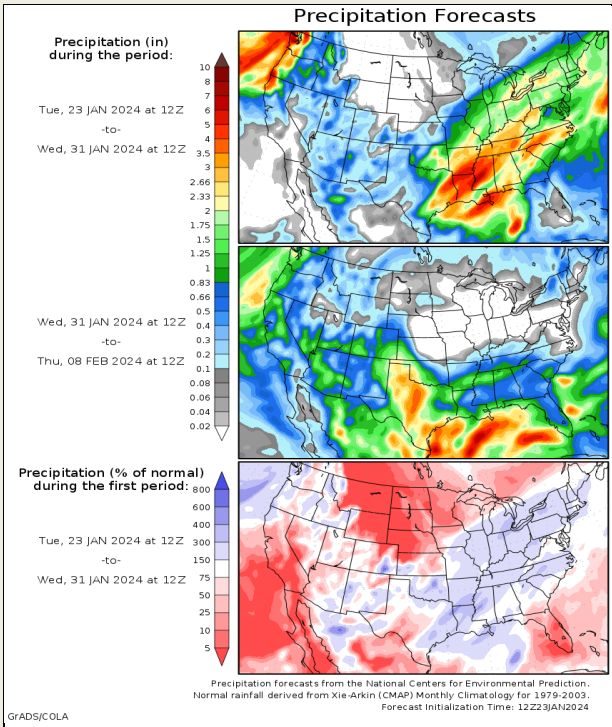 Precipitation Forecasts
Precipitation (in)
during the period:
Tue, 23 JAN 2024 at 12Z
-to-
Wed, 31 JAN 2024 at 12Z
10
8
7
6
5
4
3.5
3
2.66
2.33
2
1.75
1.5
1.25
1
0.83
0.66
0.5
0.4
0.3
0.2
0.1
0.08
0.06
0.04
0.02
Wed, 31 JAN 2024 at 12Z
-to-
Thu, 08 FEB 2024 at 12Z
Precipitation (% of normal)
during the first period:
Tue, 23 JAN 2024 at 12Z
-to-
Wed, 31 JAN 2024 at 12Z
800
600
400
300
150
75
50
25
10
5
Precipitation forecasts from the National Centers for Environmental Prediction.
Normal rainfall derived from Xie-Arkin (CMAP) Monthly Climatology for 1979-2003.
Forecast Initialization Time: 12Z23JAN2024
GrADS/COLA